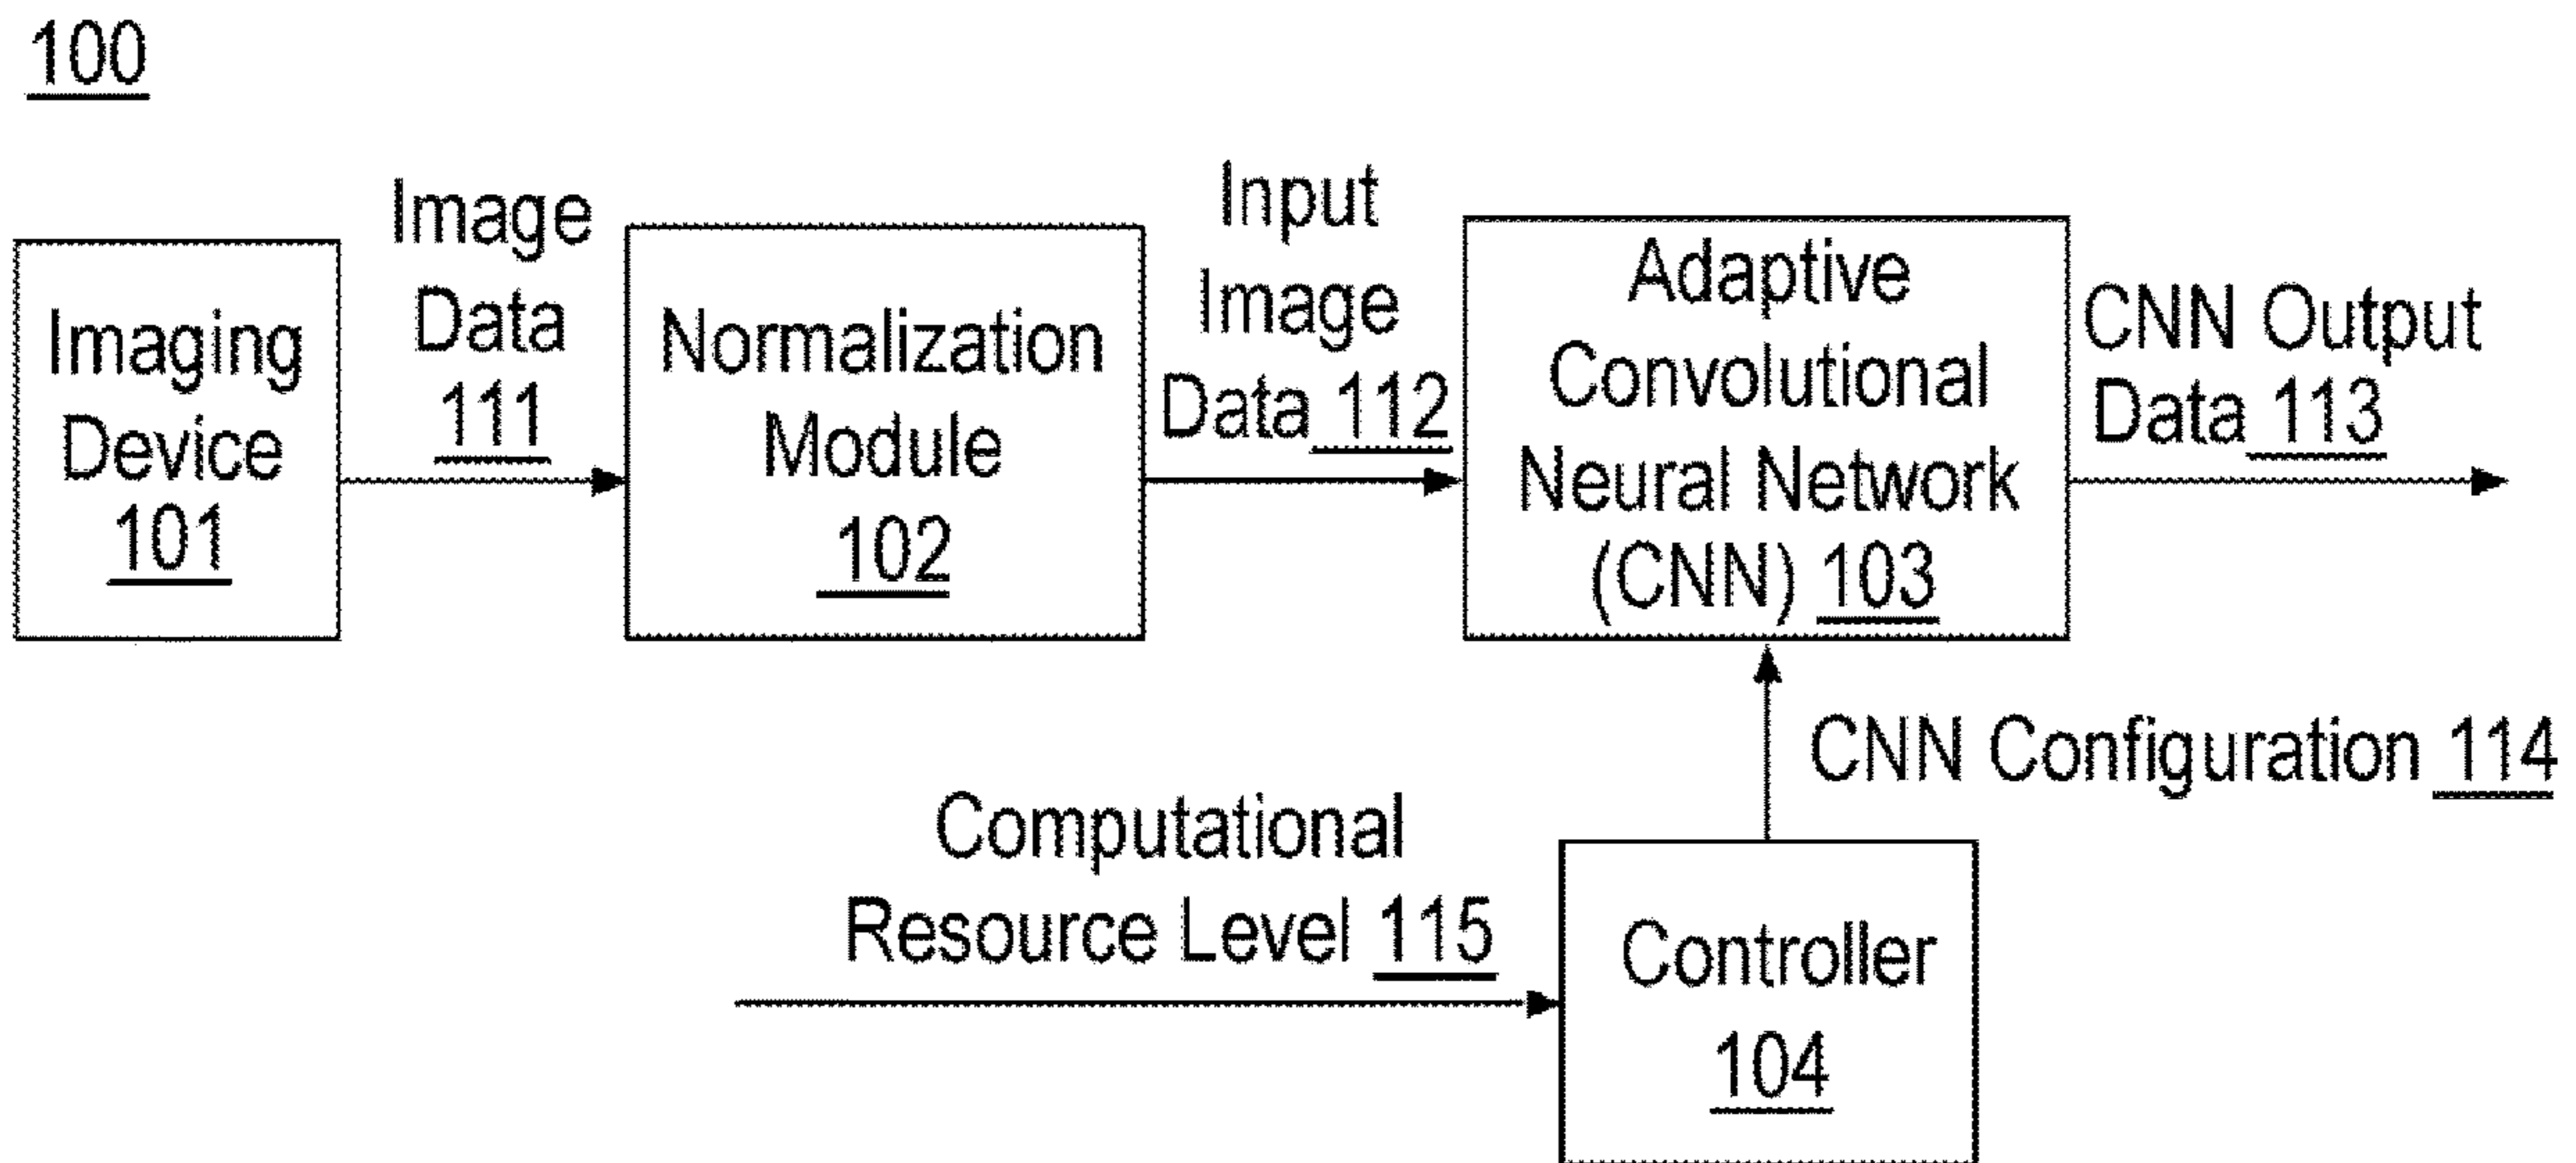 100
Imaging
Device
101
Image
Data
111
Normalization
Module
102
Input
Image
Data 112
Adaptive
Convolutional
Neural Network
(CNN) 103
CNN Output
Data 113
CNN Configuration 114
Computational
Resource Level 115
Controller
104